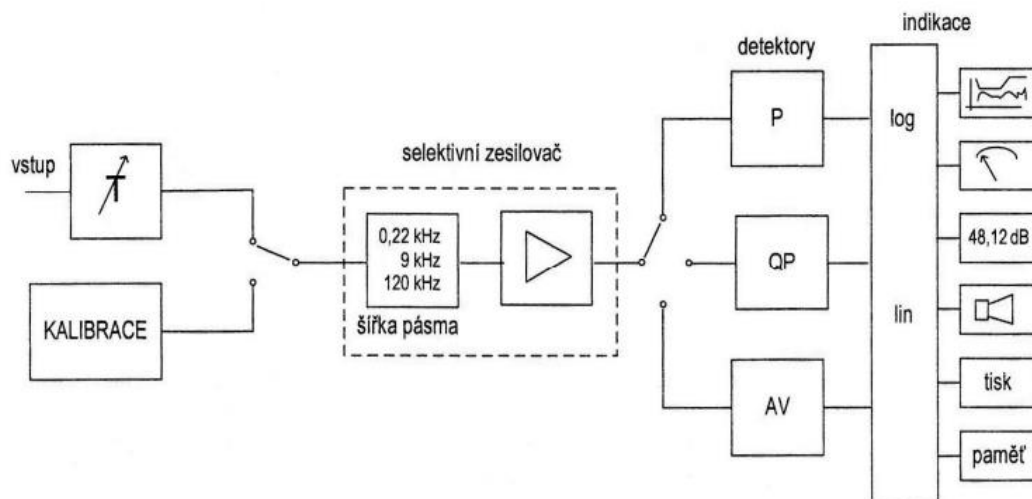 indikace
detektory
P
log
selektivní zesilovač
vstup
T
0,22 kHz
9 kHz
120 kHz
48,12 dB
QP
KALIBRACE
šířka pásma
lin
tisk
AV
paměť